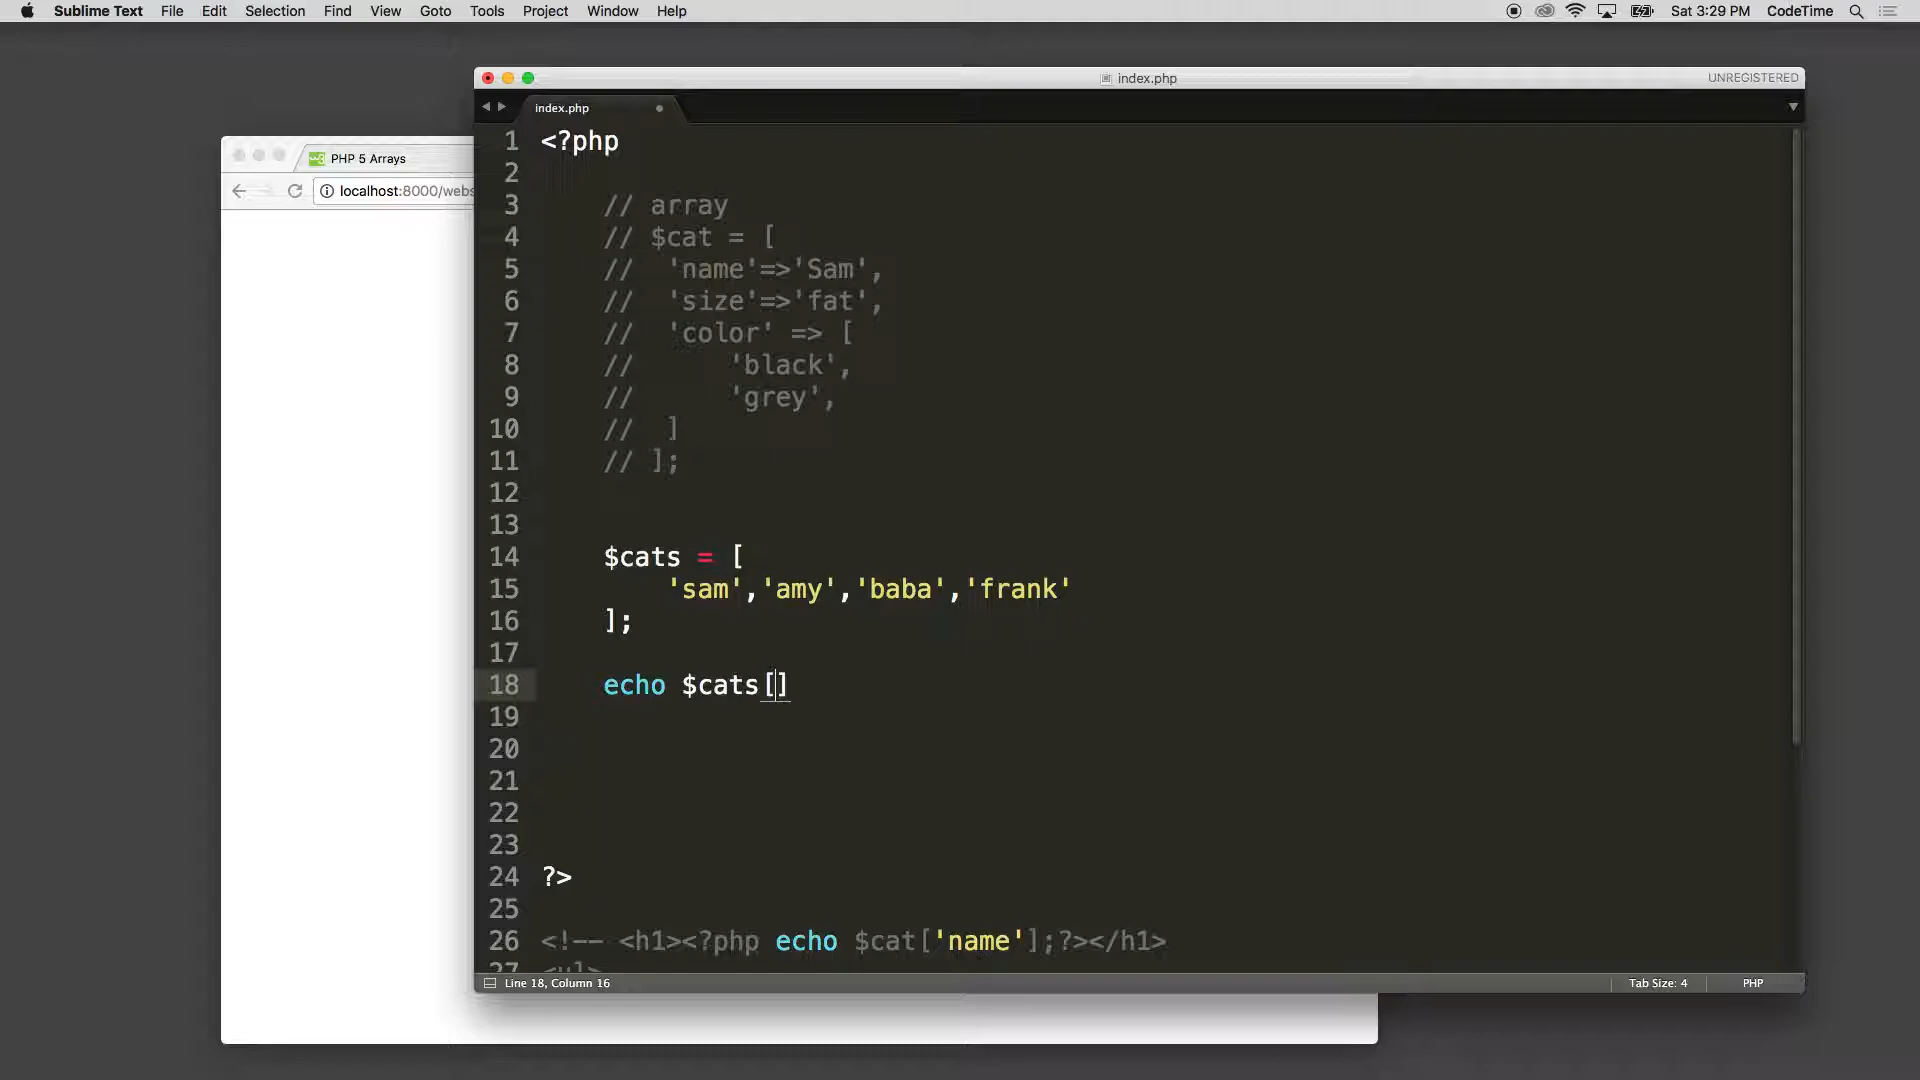 Sublime Text File Edit Selection Find View Goto Tools Project Window Help Sat 3:29 PM CodeTime
index.php UNREGISTERED
index.php
PHP 5 Arrays
localhost:8000/webs
1 <?php
2
3 // array
4 // $cat = [
5 // 'name'=>'Sam',
6 // 'size'=>'fat',
7 // 'color' => [
8 // 'black',
9 // 'grey',
10 // ]
11 // ];
12
13
14 $cats = [
15 'sam','amy','baba','frank'
16 ];
17
18 echo $cats[]
19
20
21
22
23
24 ?>
25
26 <!-- <h1><?php echo $cat['name'];?></h1>
27 <ul>
Line 18, Column 16 Tab Size: 4 PHP